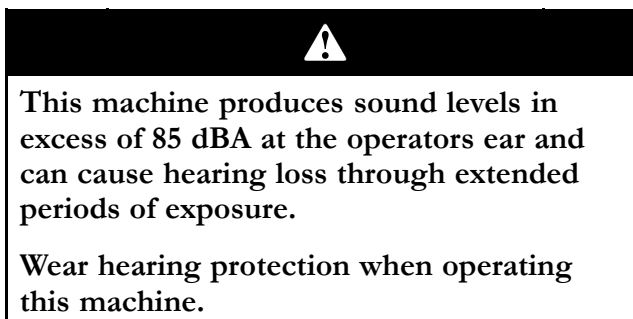 This machine produces sound levels in
excess of 85 dBA at the operators ear and
can cause hearing loss through extended
periods of exposure.
Wear hearing protection when operating
this machine.